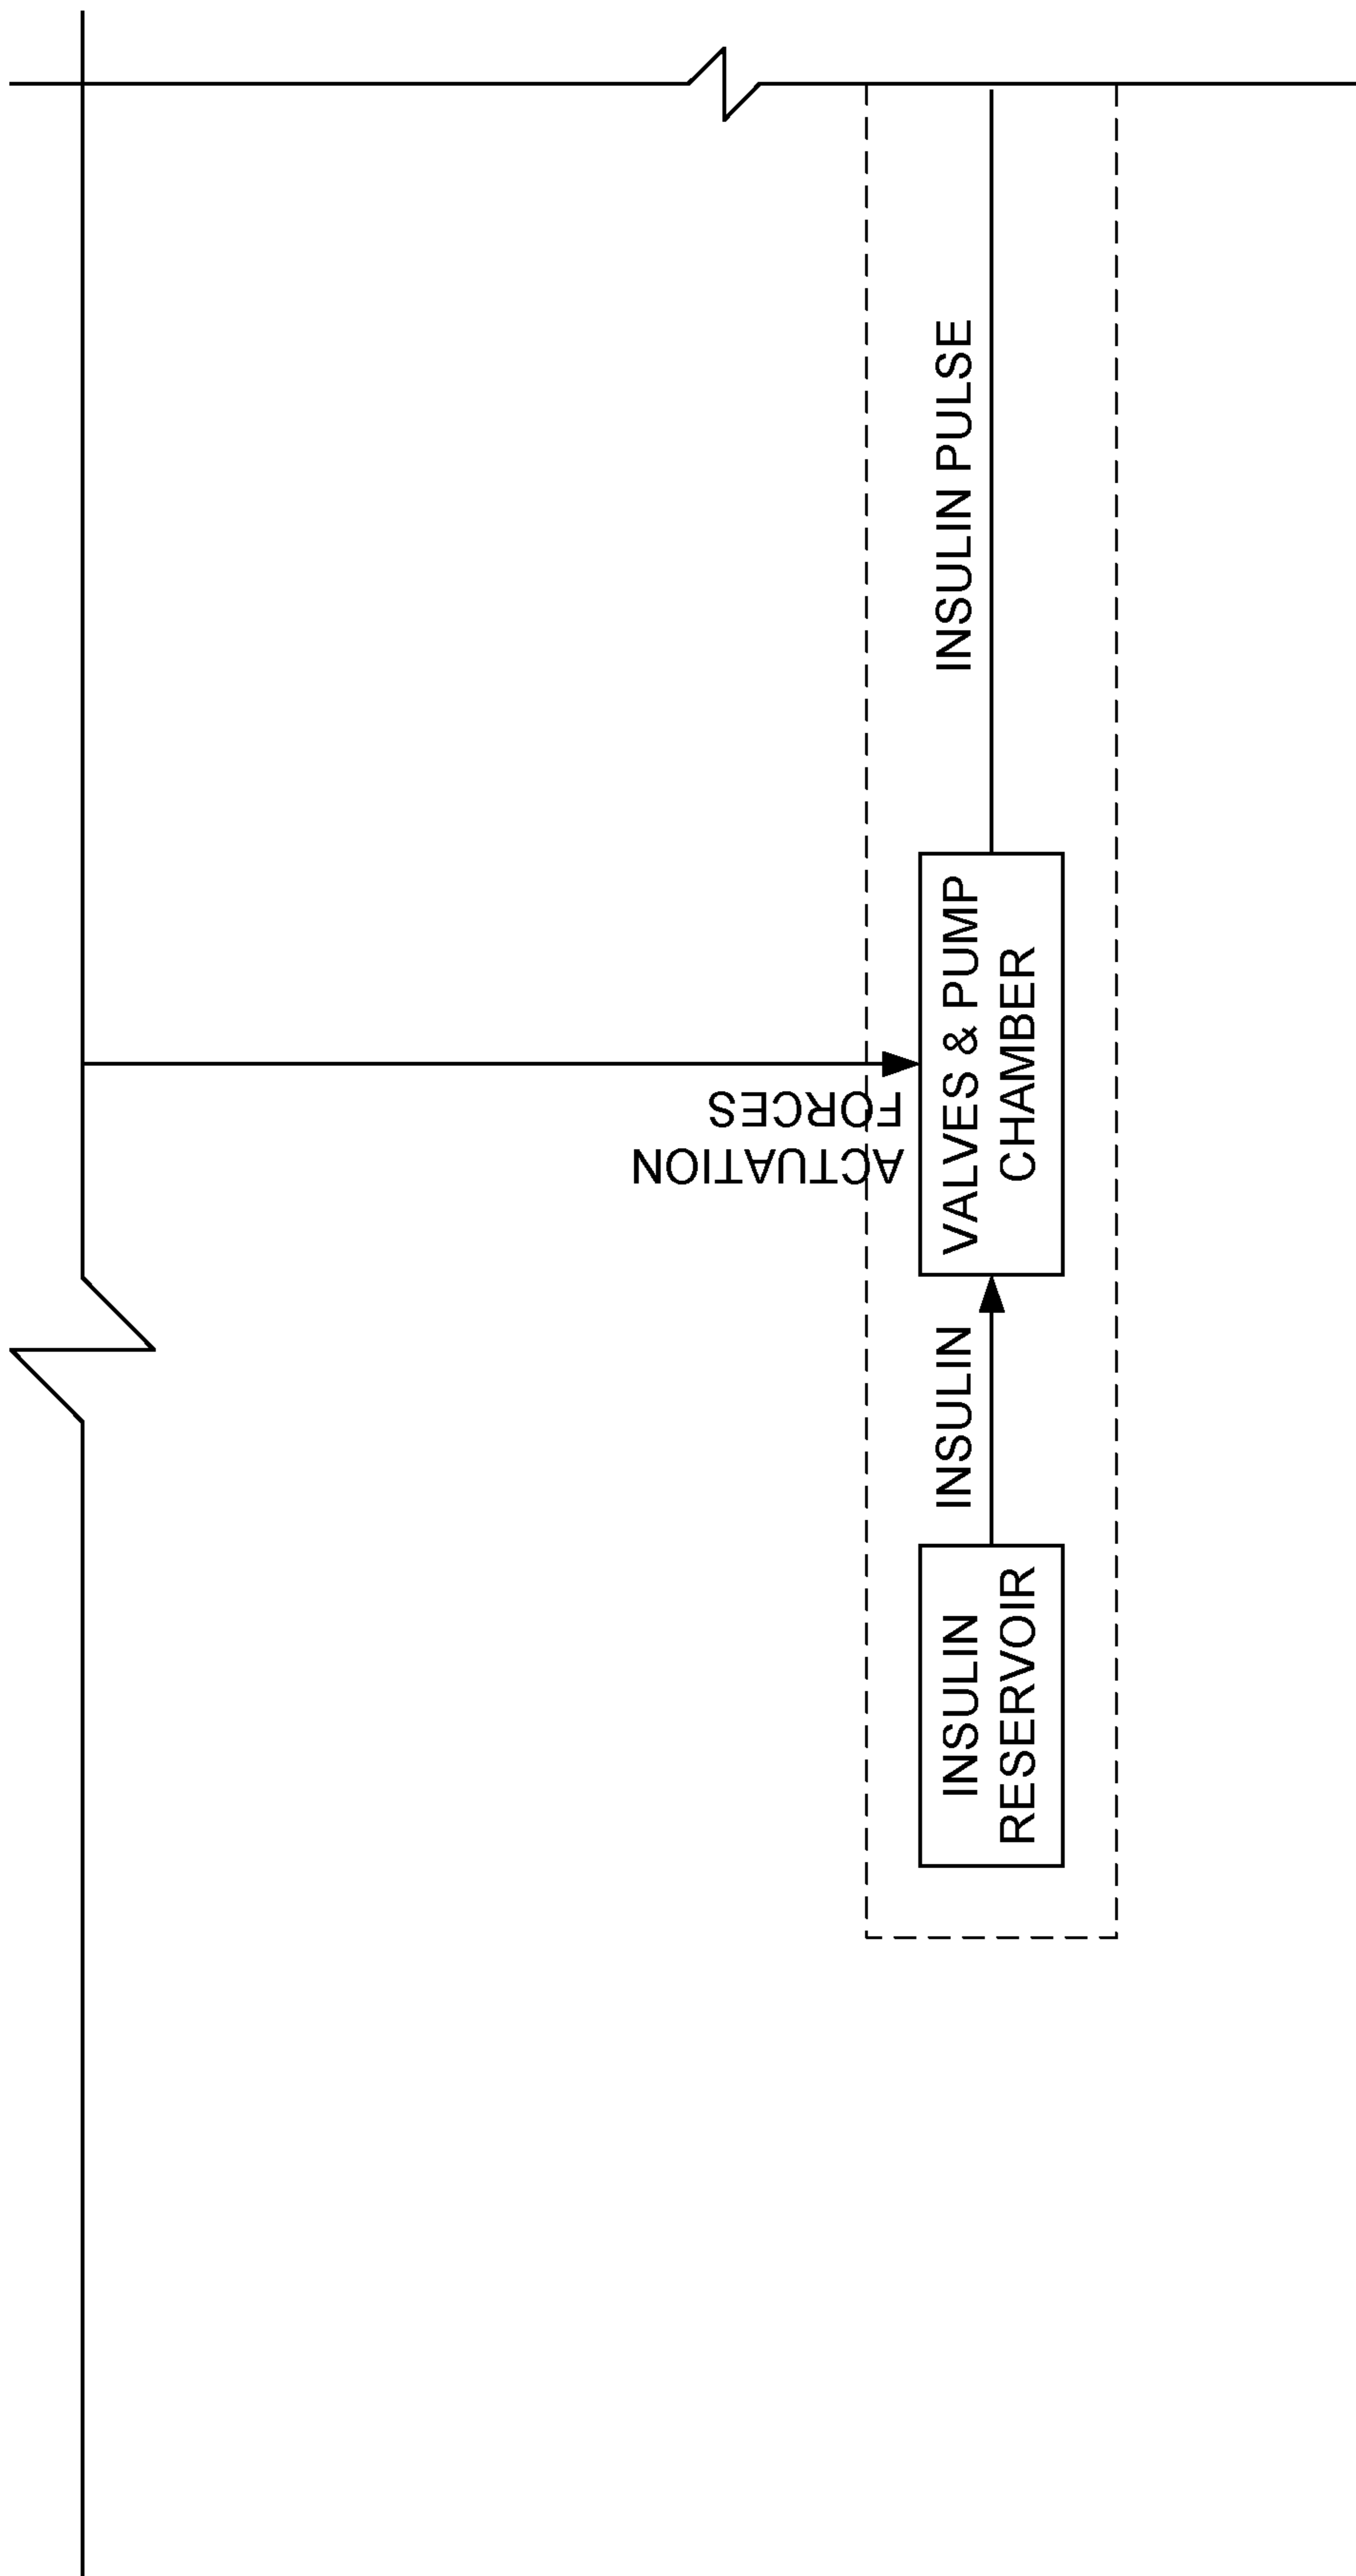 ACTUATION
FORCES
INSULIN
RESERVOIR
INSULIN
VALVES & PUMP
CHAMBER
INSULIN PULSE